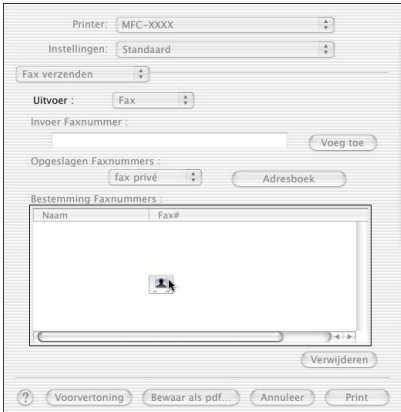 Printer: MFC-XXXX
Instellingen: Standaard
Fax verzenden
Uitvoer : Fax
Invoer Faxnummer :
Voeg toe
Opgeslagen Faxnummers :
fax privé Adresboek
Bestemming Faxnummers :
Naam Fax#
Verwijderen
? Voorvertoning Bewaar als pdf... Annuleer Print